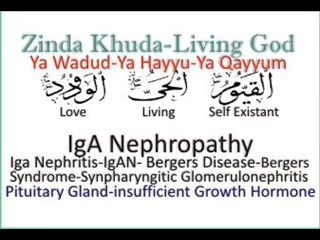 Zinda Khuda-Living God
Ya Wadud-Ya Hayyu-Ya Qayyum
الْوَدُودُ الْحَيُّ الْقَيُّومُ
Love Living Self Existant
IgA Nephropathy
Iga Nephritis-IgAN- Bergers Disease-Bergers
Syndrome-Synpharyngitic Glomerulonephritis
Pituitary Gland-insufficient Growth Hormone